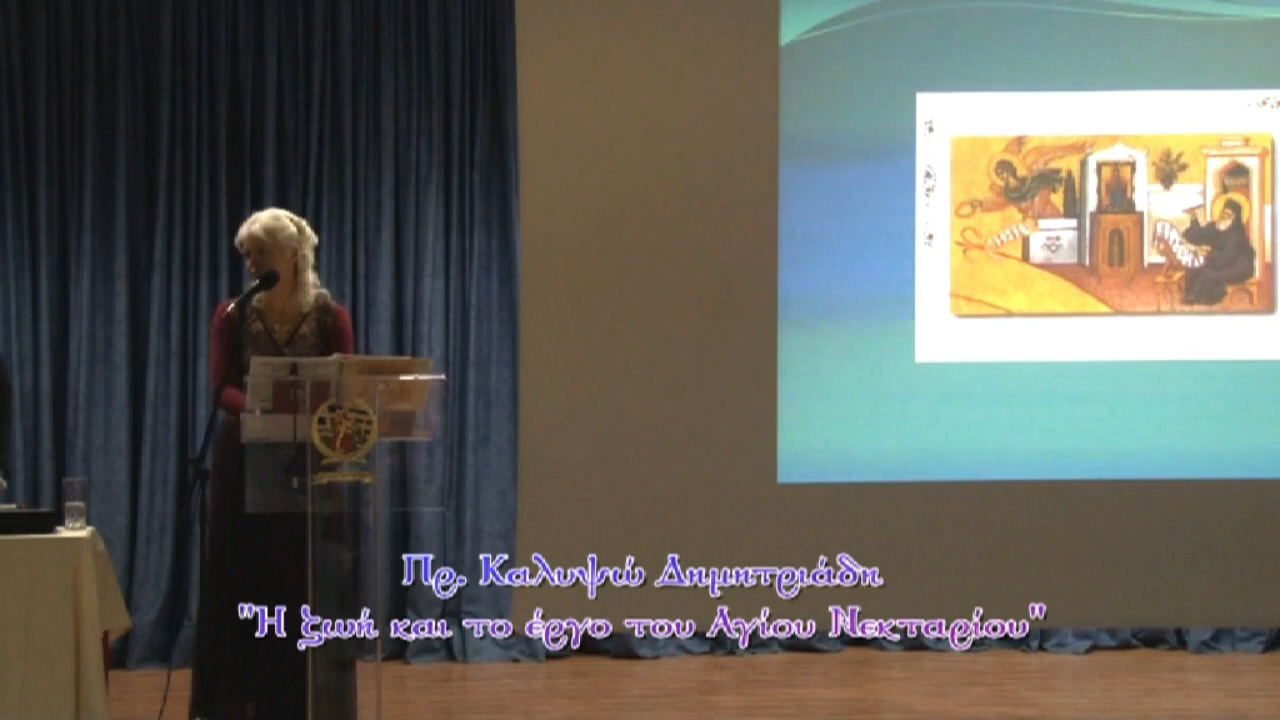 Πρ. Καλυψώ Δημητριάδη
"Η ζωή και το έργο του Αγίου Νεκταρίου"